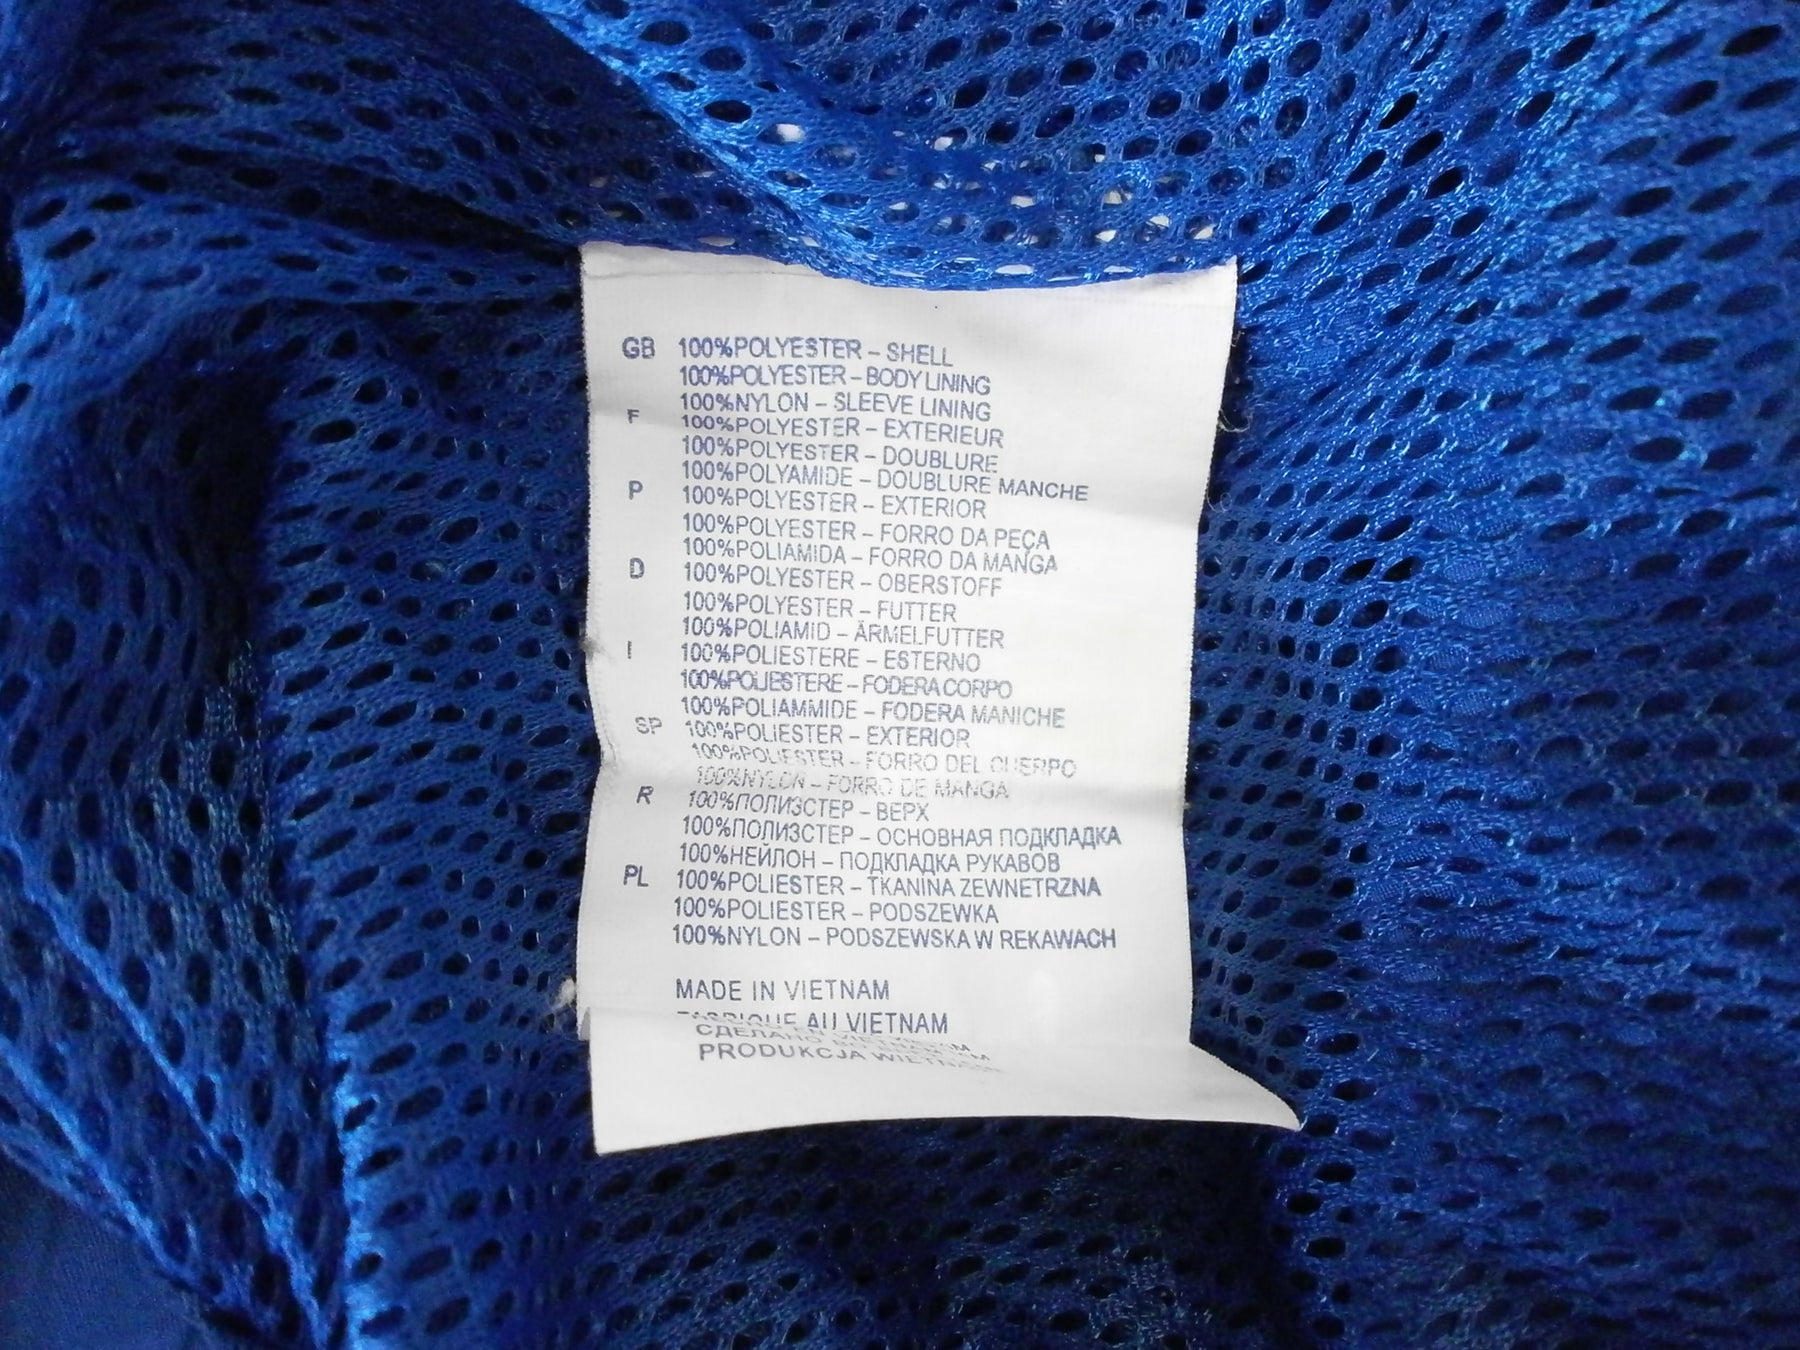 GB 100%POLYESTER – SHELL
100%POLYESTER – BODY LINING
100%NYLON – SLEEVE LINING
F 100%POLYESTER – EXTERIEUR
100%POLYESTER – DOUBLURE
100%POLYAMIDE – DOUBLURE MANCHE
P 100%POLYESTER – EXTERIOR
100%POLYESTER – FORRO DA PEÇA
100%POLIAMIDA – FORRO DA MANGA
D 100%POLYESTER – OBERSTOFF
100%POLYESTER – FUTTER
100%POLIAMID – ÄRMELFUTTER
I 100%POLIESTERE – ESTERNO
100%POLIESTERE – FODERA CORPO
100%POLIAMMIDE – FODERA MANICHE
SP 100%POLIESTER – EXTERIOR
100%POLIESTER – FORRO DEL CUERPO
100%NYLON – FORRO DE MANGA
R 100%ПОЛИЗСТЕР – ВЕРХ
100%ПОЛИЗСТЕР – ОСНОВНАЯ ПОДКЛАДКА
100%НЕЙЛОН – ПОДКЛАДКА РУКАВОВ
PL 100%POLIESTER – TKANINA ZEWNETRZNA
100%POLIESTER – PODSZEWKA
100%NYLON – PODSZEWSKA W REKAWACH
MADE IN VIETNAM
FABRIQUE AU VIETNAM
СДЕЛАНО
PRODUKCJA WIETNAM